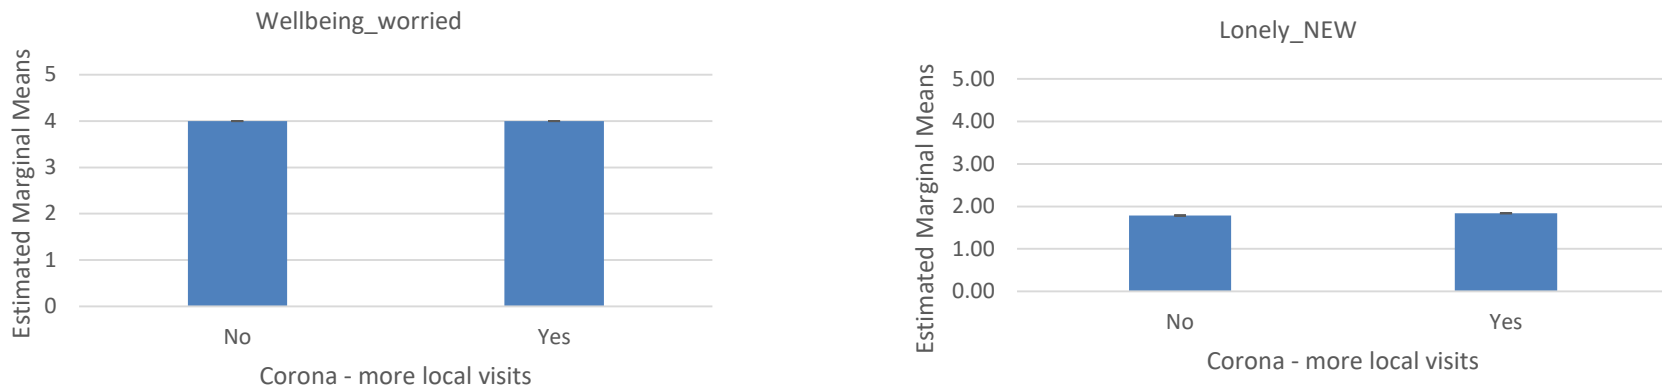 Wellbeing_worried
Estimated Marginal Means
5
4
3
2
1
0
No
Yes
Corona - more local visits
Lonely_NEW
Estimated Marginal Means
5.00
4.00
3.00
2.00
1.00
0.00
No
Yes
Corona - more local visits